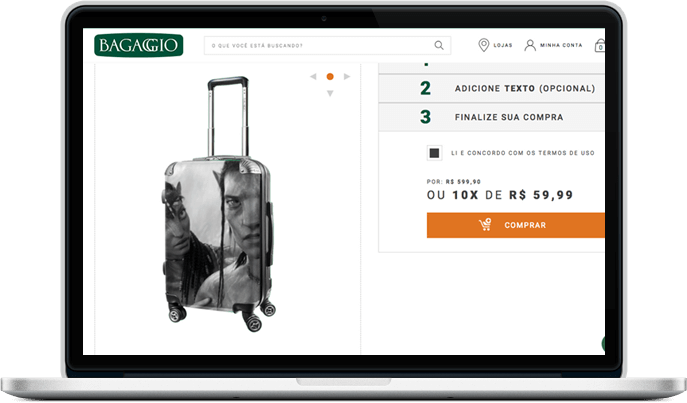 BAGAGGIO
O QUE VOCÊ ESTÁ BUSCANDO?
LOJAS
MINHA CONTA
0
2 ADICIONE TEXTO (OPCIONAL)
3 FINALIZE SUA COMPRA
LI E CONCORDO COM OS TERMOS DE USO
POR: R$ 599,90
OU 10X DE R$ 59,99
COMPRAR